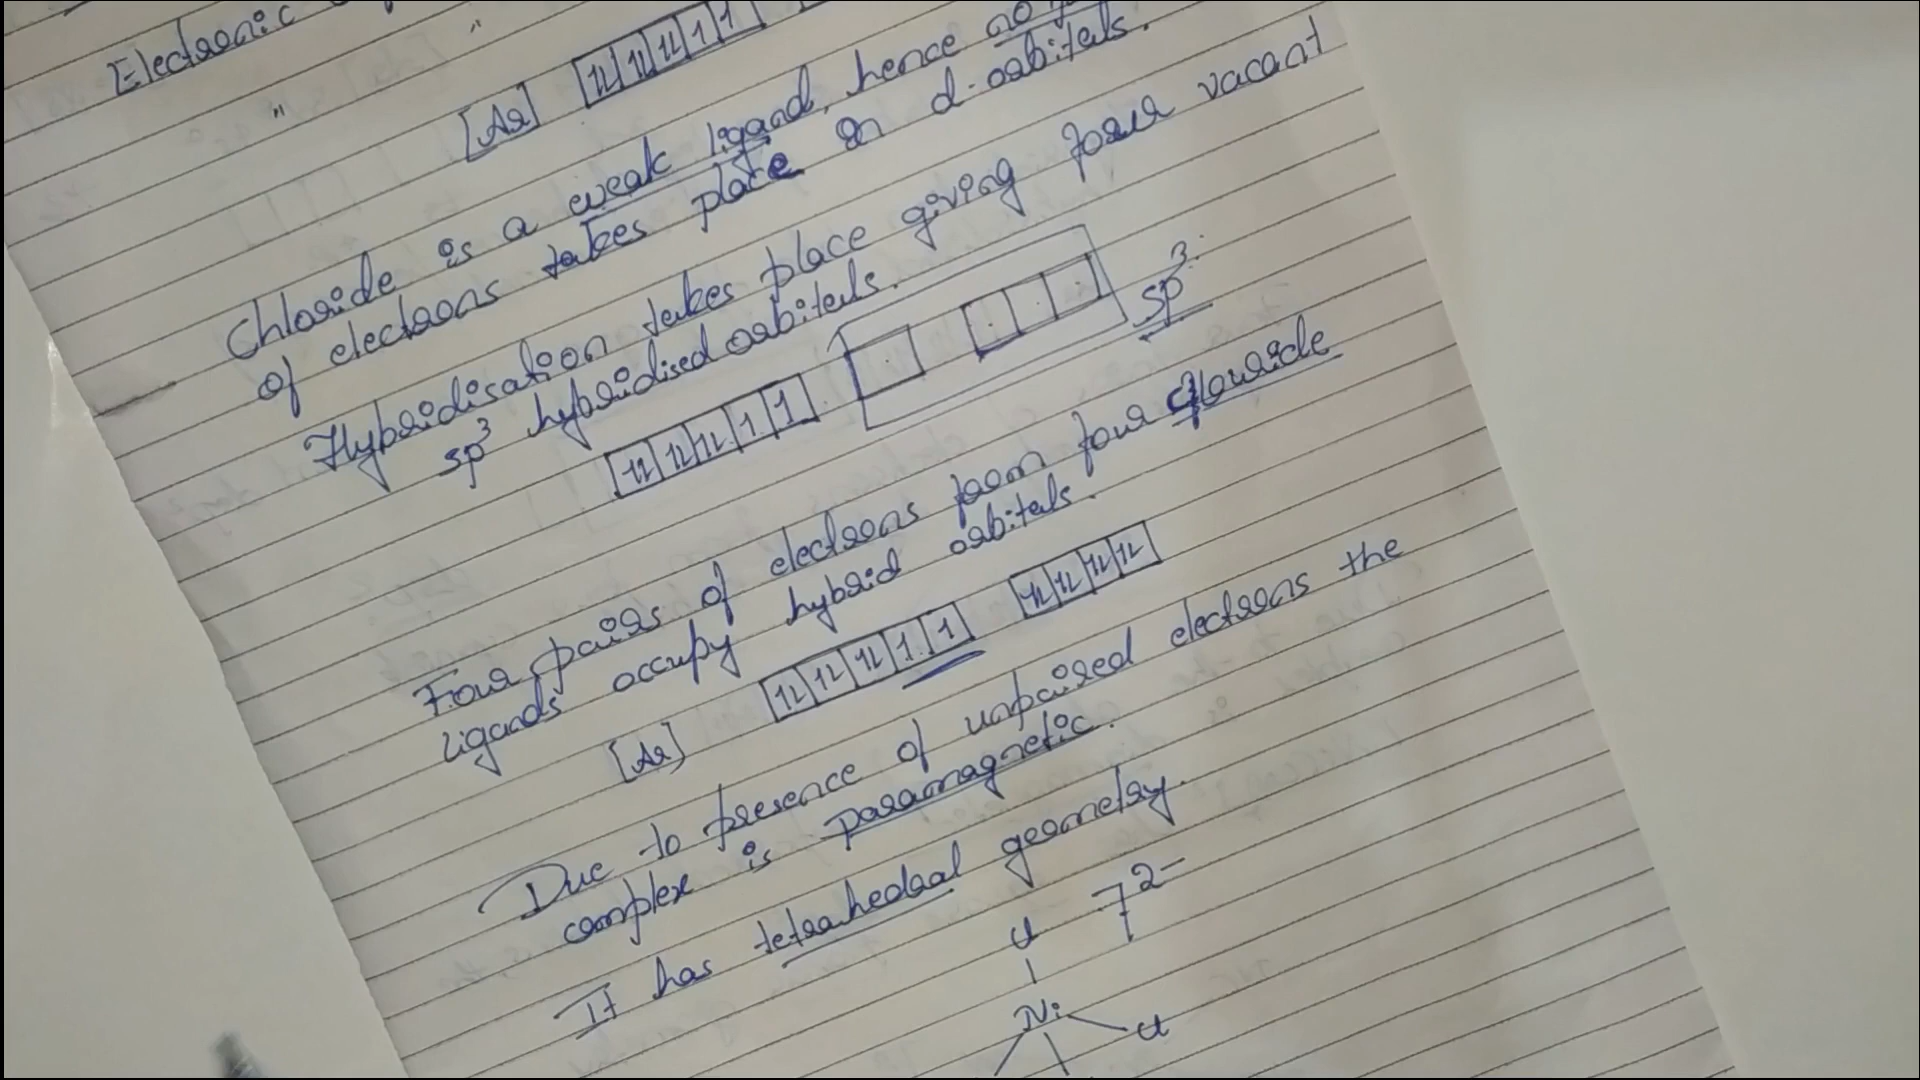 Electronic
" "
[Ar] 1L 1L 1L 1 1
Chloride is a weak ligand, hence no
of electrons takes place in d-orbitals.
Hybridisation takes place giving four vacant
sp3 hybridised orbitals.
1L 1L 1L 1 1 sp3.
Four pairs of electrons from four chloride
ligands occupy hybrid orbitals.
[Ar] 1L 1L 1L 1 1 1L 1L 1L 1L
Due to presence of unpaired electrons the
complex is paramagnetic.
It has tetrahedral geometry.
Cl ]2-
Ni
Cl